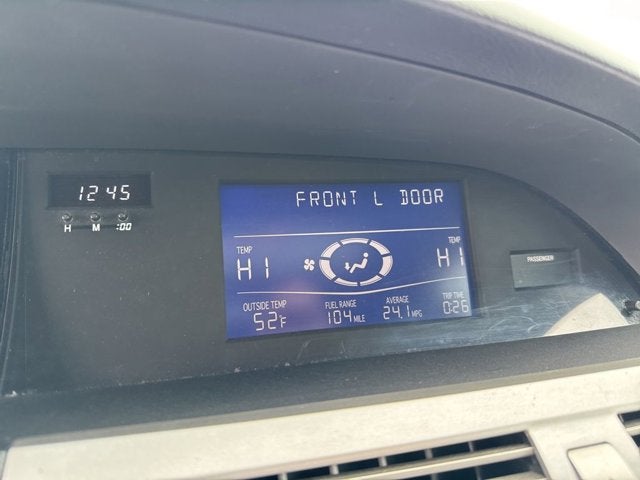 12:45
H M :00
FRONT L DOOR
TEMP
HI
TEMP
HI
PASSENGER
OUTSIDE TEMP
52°F
FUEL RANGE
104 MILE
AVERAGE
24.1 MPG
TRIP TIME
0:26